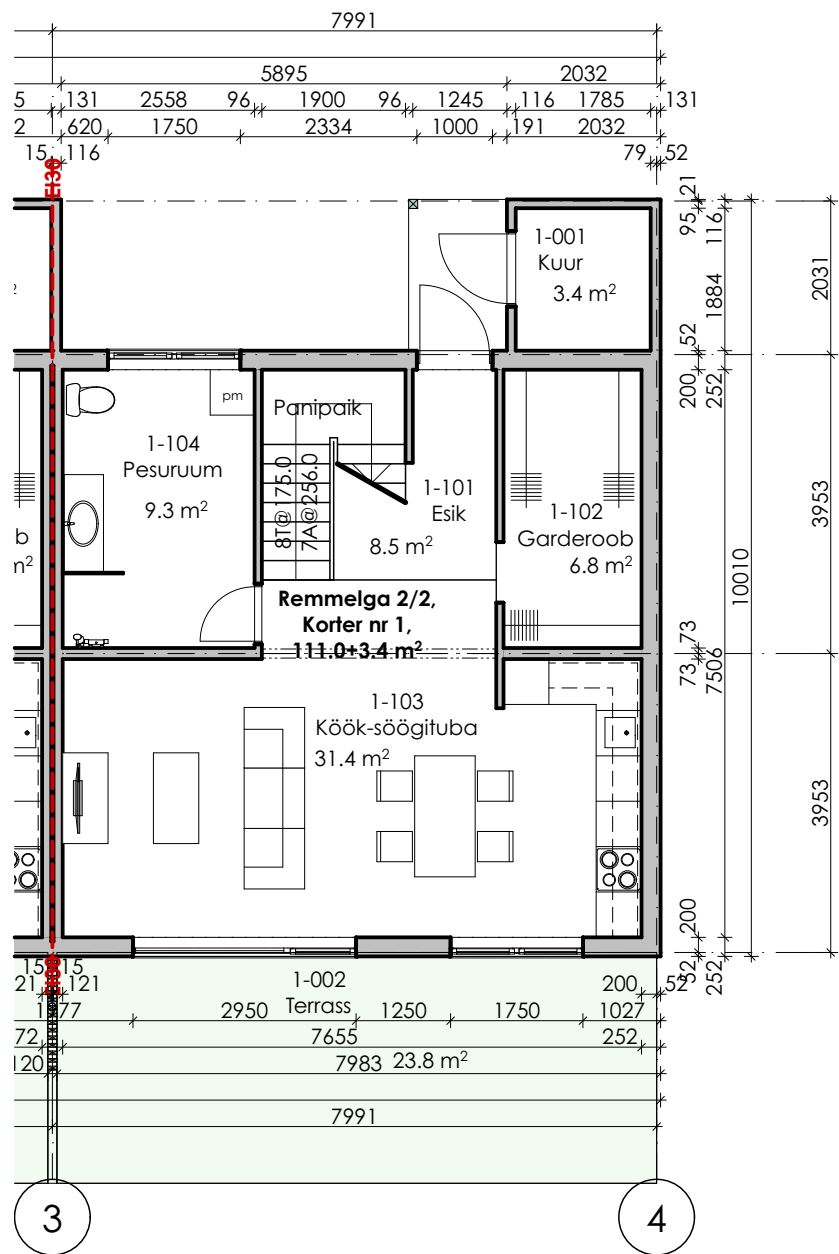 7991
5895 2032
5 131 2558 96 1900 96 1245 116 1785 131
2 620 1750 2334 1000 191 2032
15 116 79 52
EI30
21
95 116
1-001
Kuur
3.4 m²
1884
2031
52
200 252
pm
Panipaik
1-104
Pesuruum
9.3 m²
8T@175.0
7A@256.0
1-101
Esik
8.5 m²
1-102
Garderoob
6.8 m²
b
m²
3953
10010
Remmelga 2/2,
Korter nr 1,
111.0+3.4 m²
73
73
7506
1-103
Köök-söögituba
31.4 m²
3953
200
52 252
15 15
21 121 200 52
EI30
1-002
Terrass
2950 1250 1750 1027
72 7655 252
120 7983 23.8 m²
7991
3 4